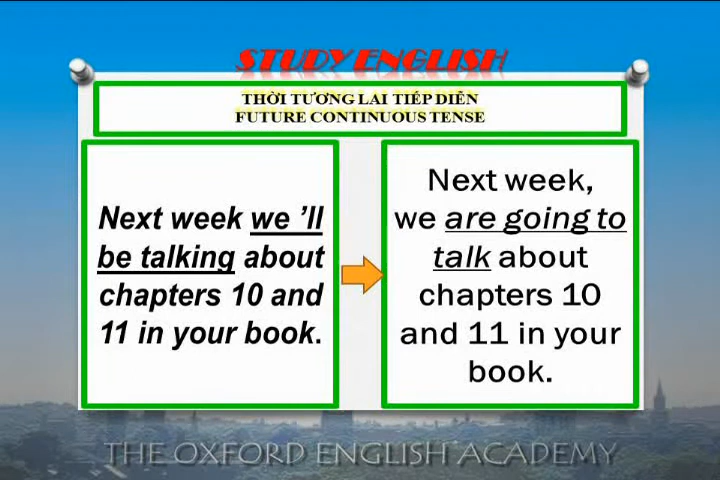 STUDY ENGLISH
THỜI TƯƠNG LAI TIẾP DIỄN
FUTURE CONTINUOUS TENSE
Next week we ’ll
be talking about
chapters 10 and
11 in your book.
Next week,
we are going to
talk about
chapters 10
and 11 in your
book.
THE OXFORD ENGLISH ACADEMY